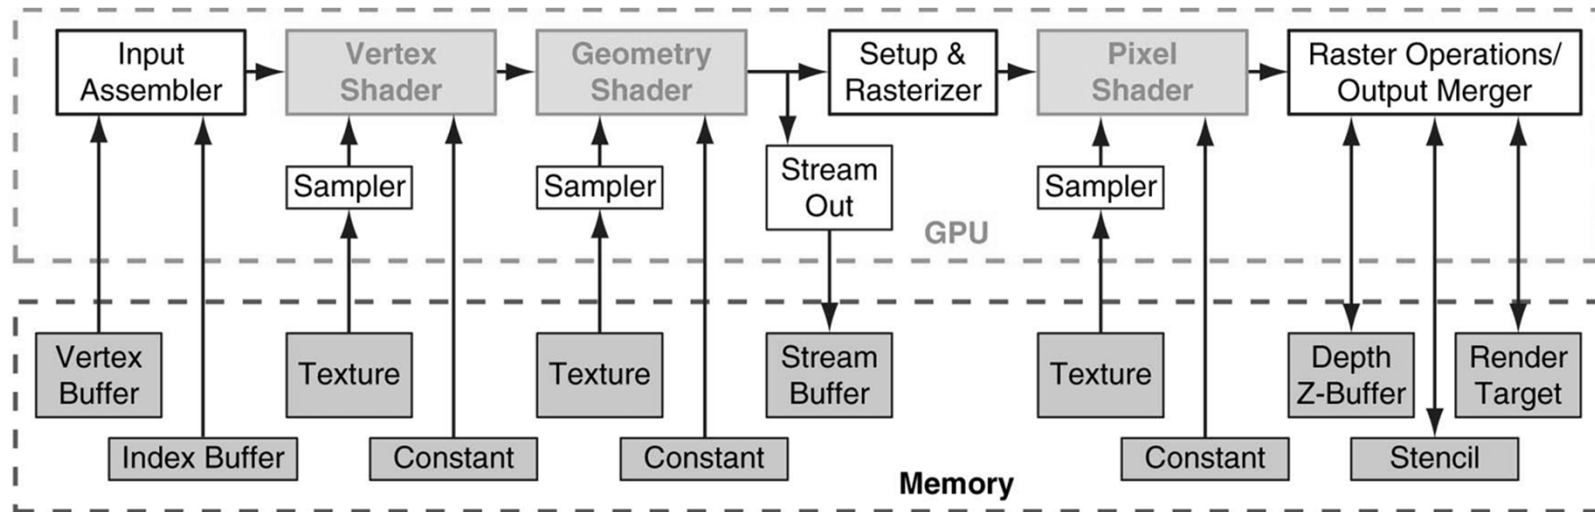 Input
Assembler
Vertex
Shader
Geometry
Shader
Setup &
Rasterizer
Pixel
Shader
Raster Operations/
Output Merger
Sampler
Sampler
Stream
Out
Sampler
GPU
Vertex
Buffer
Texture
Texture
Stream
Buffer
Texture
Depth
Z-Buffer
Render
Target
Index Buffer
Constant
Constant
Constant
Stencil
Memory